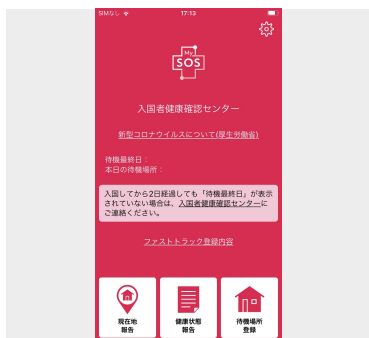 17:13
My
SOS
入国者健康確認センター
新型コロナウイルスについて(厚生労働省)
待機最終日：
本日の待機場所：
入国してから2日経過しても「待機最終日」が表示
されていない場合は、入国者健康確認センターに
ご連絡ください。
ファストトラック登録内容
現在地
報告
健康状態
報告
待機場所
登録